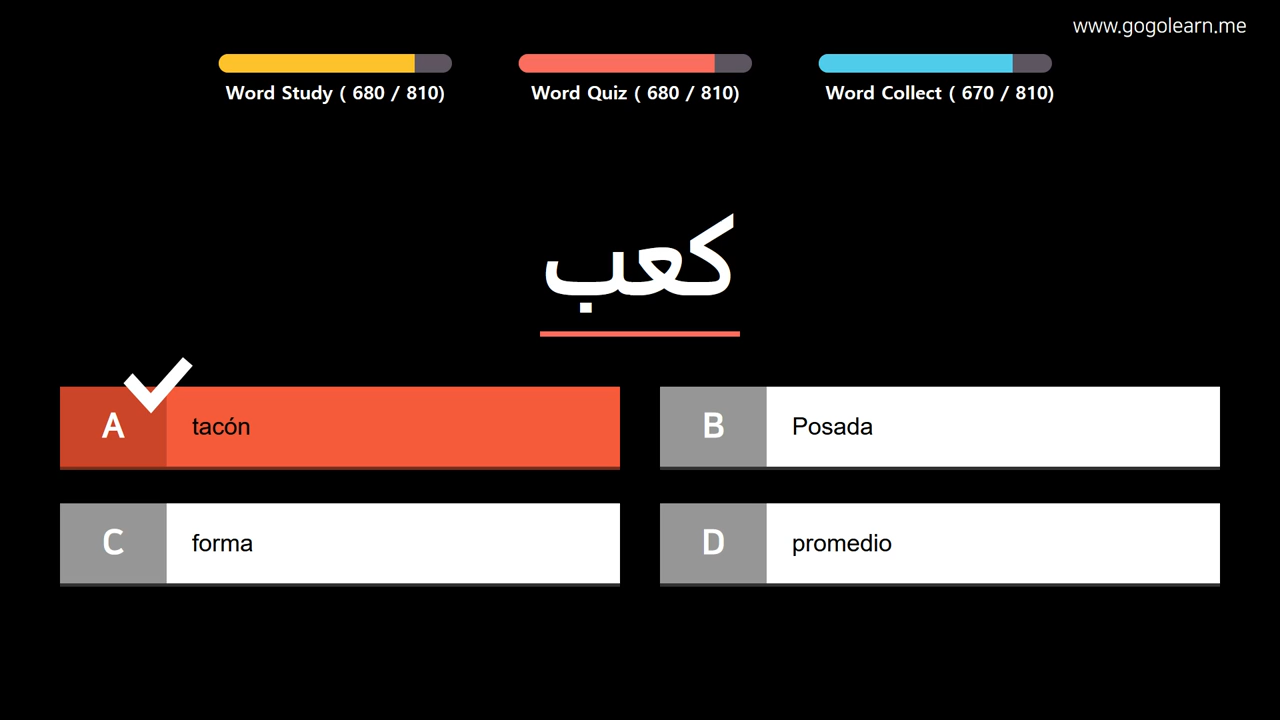 www.gogolearn.me
Word Study ( 680 / 810)
Word Quiz ( 680 / 810)
Word Collect ( 670 / 810)
كعب
A tacón
B Posada
C forma
D promedio